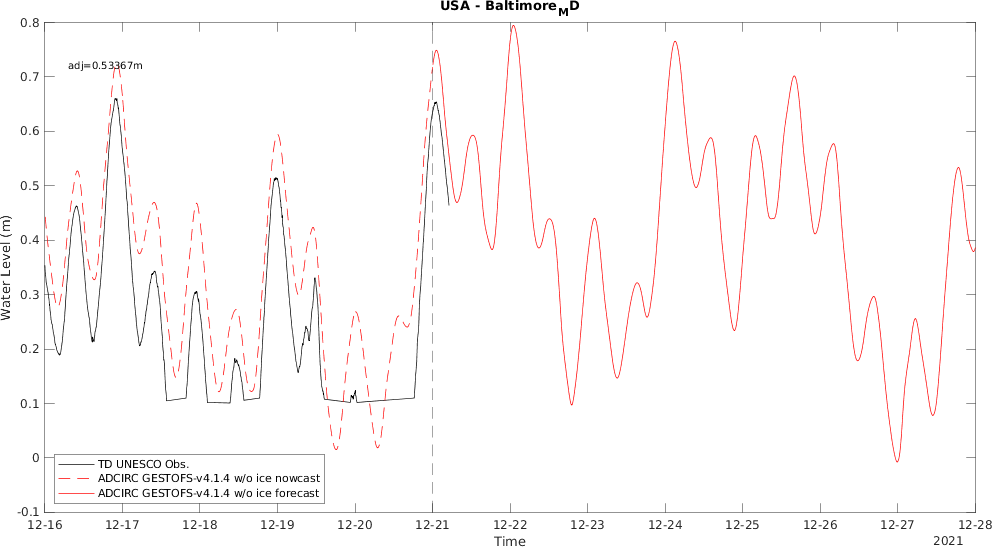 USA - Baltimore_MD
0.8
adj=0.53367m
0.7
0.6
0.5
0.4
0.3
0.2
0.1
0
-0.1
Water Level (m)
TD UNESCO Obs.
ADCIRC GESTOFS-v4.1.4 w/o ice nowcast
ADCIRC GESTOFS-v4.1.4 w/o ice forecast
12-16 12-17 12-18 12-19 12-20 12-21 12-22 12-23 12-24 12-25 12-26 12-27 12-28
Time
2021